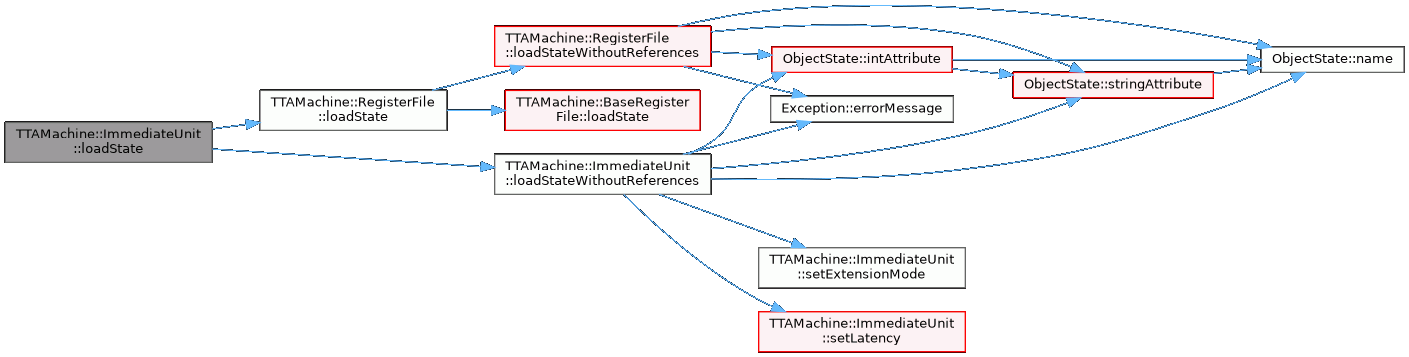 TTAMachine::ImmediateUnit
::loadState
TTAMachine::RegisterFile
::loadState
TTAMachine::RegisterFile
::loadStateWithoutReferences
TTAMachine::BaseRegister
File::loadState
TTAMachine::ImmediateUnit
::loadStateWithoutReferences
ObjectState::intAttribute
Exception::errorMessage
TTAMachine::ImmediateUnit
::setExtensionMode
TTAMachine::ImmediateUnit
::setLatency
ObjectState::stringAttribute
ObjectState::name